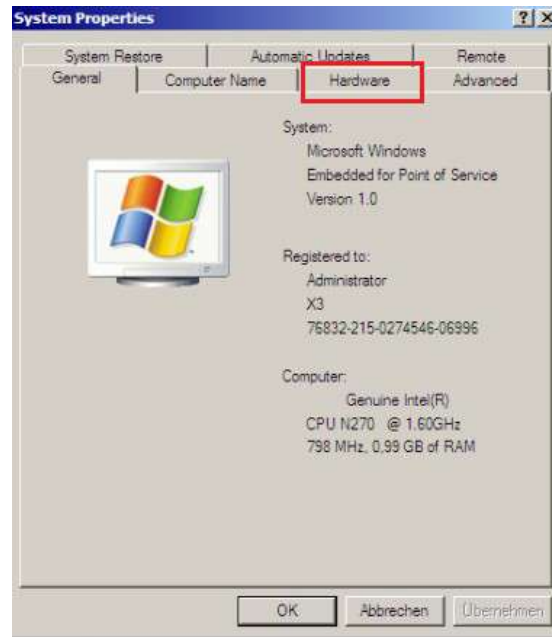 System Properties
System Restore Automatic Updates Remote
General Computer Name Hardware Advanced
System:
Microsoft Windows
Embedded for Point of Service
Version 1.0
Registered to:
Administrator
X3
76832-215-0274546-06996
Computer:
Genuine Intel(R)
CPU N270 @ 1.60GHz
798 MHz, 0,99 GB of RAM
OK Abbrechen Übernehmen